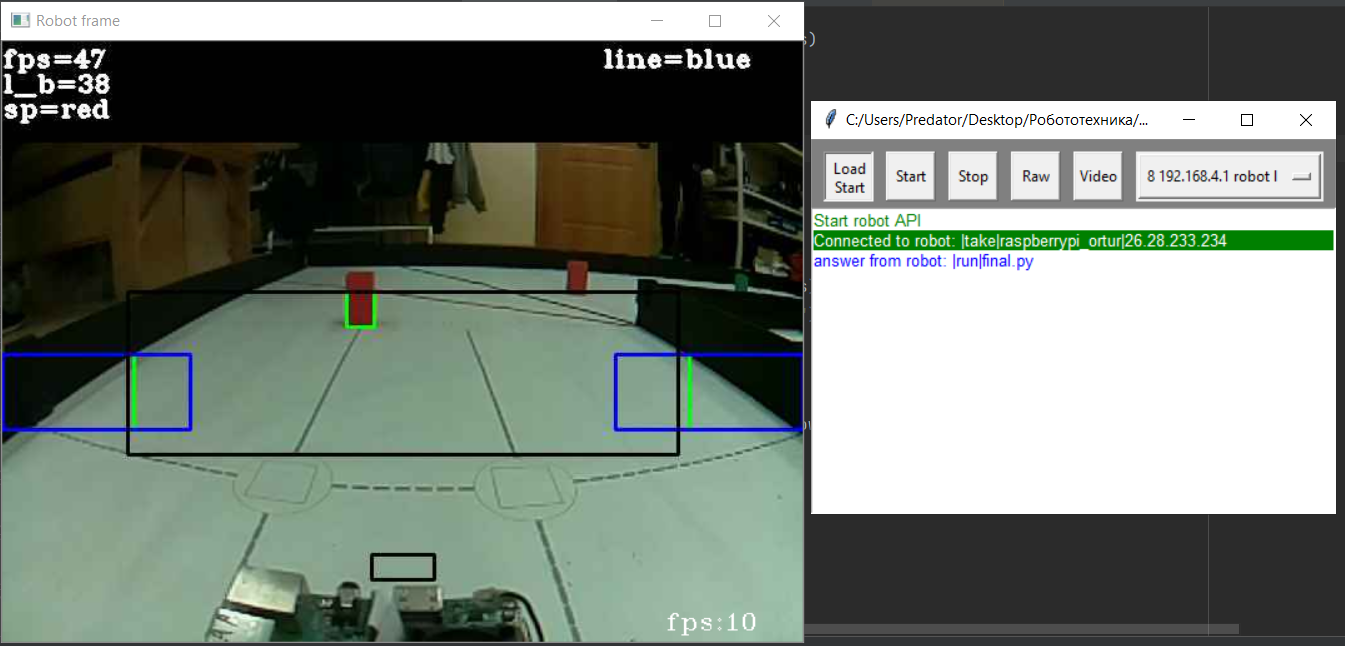 Robot frame
fps=47
line=blue
l_b=38
sp=red
fps:10
C:/Users/Predator/Desktop/Робототехника/...
Load Start
Start
Stop
Raw
Video
8 192.168.4.1 robot I
Start robot API
Connected to robot: |take|raspberrypi_ortur|26.28.233.234
answer from robot: |run|final.py